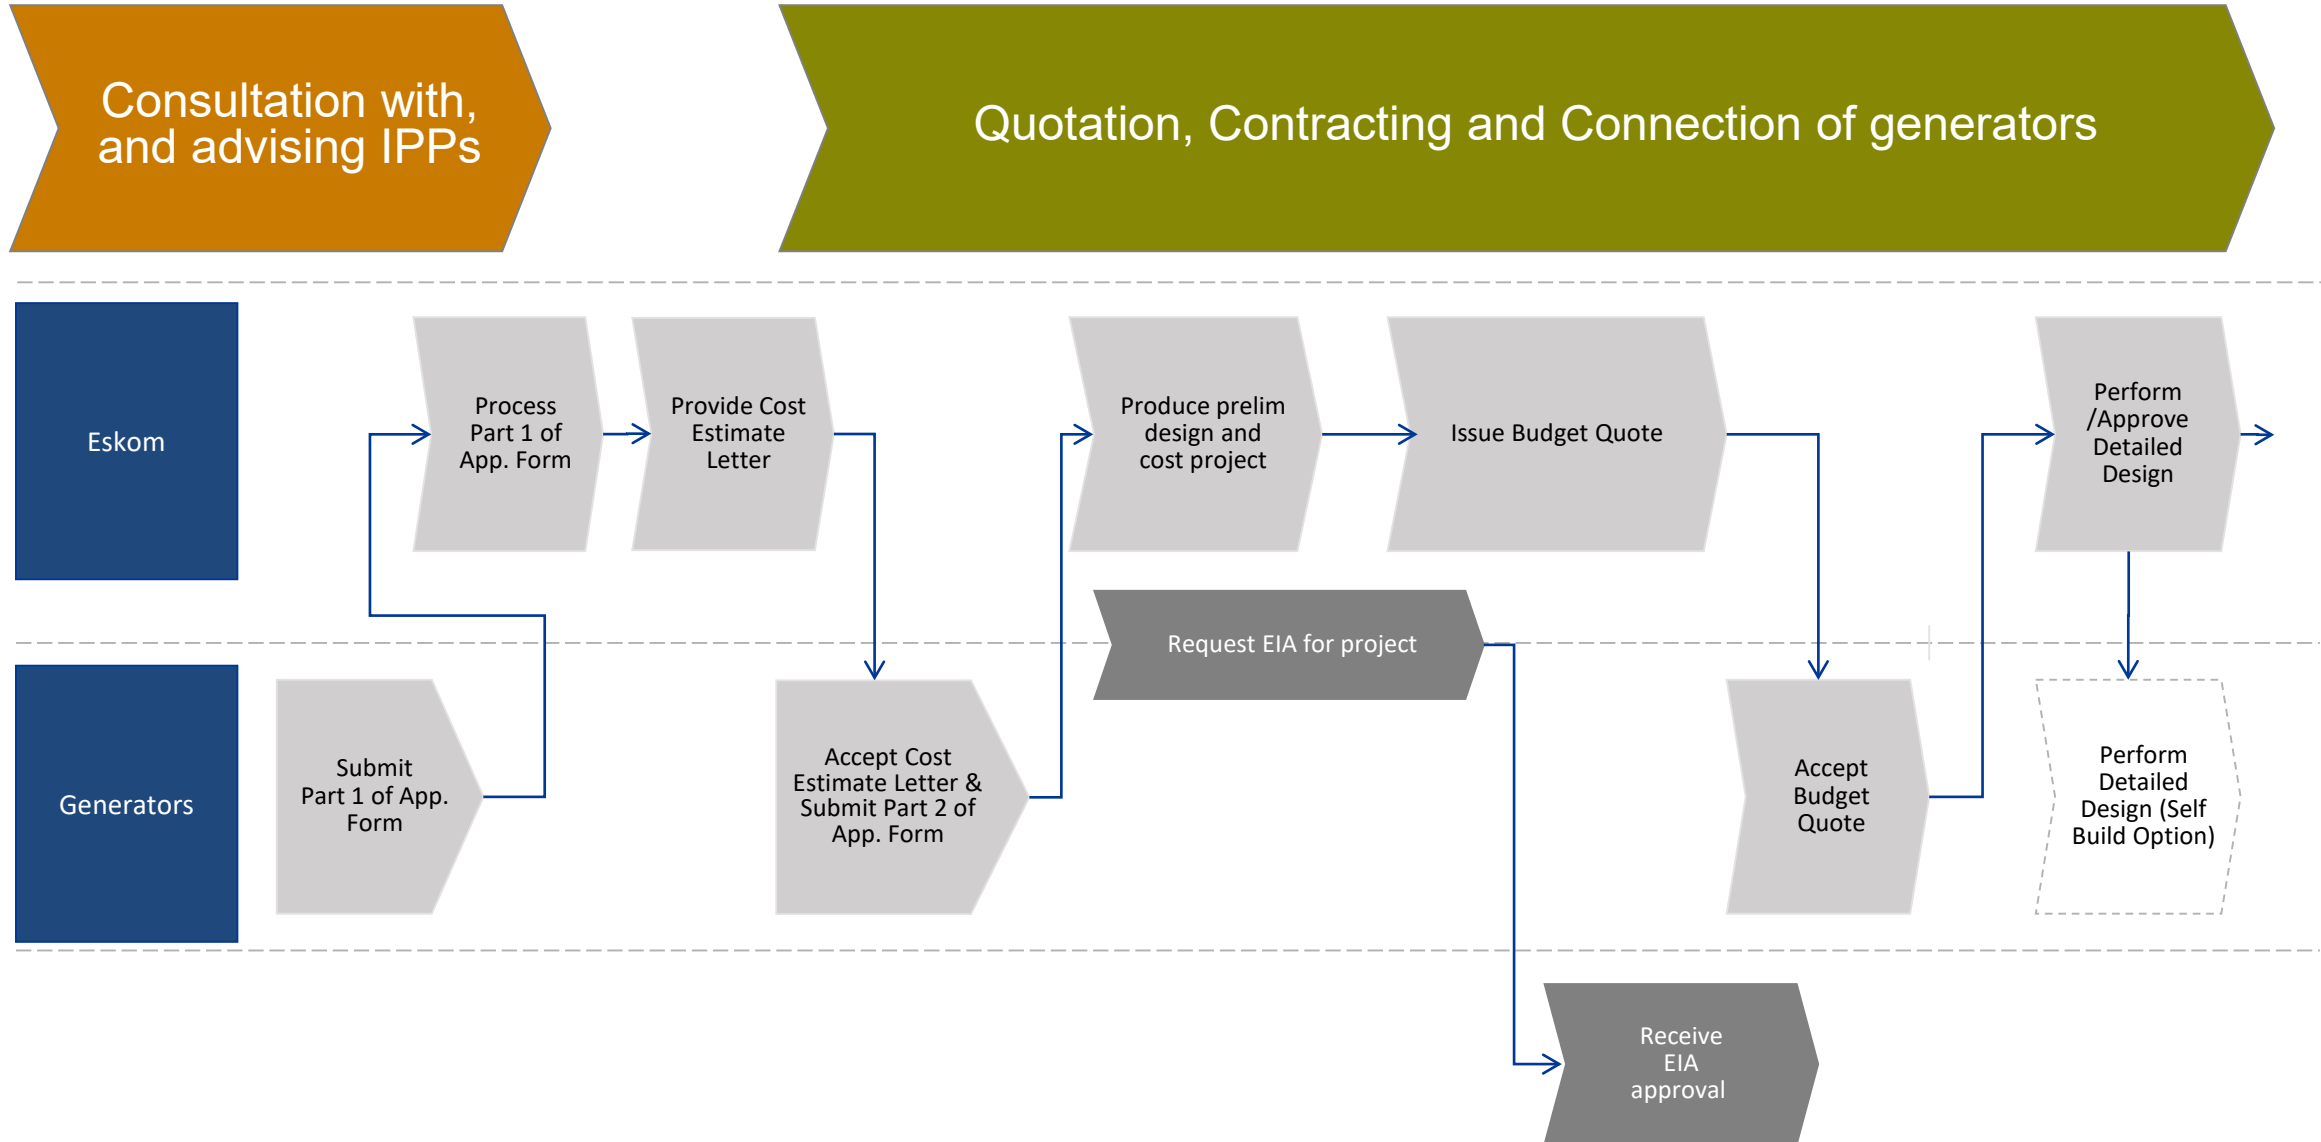 Consultation with,
and advising IPPs
Quotation, Contracting and Connection of generators
Eskom
Process
Part 1 of
App. Form
Provide Cost
Estimate
Letter
Produce prelim
design and
cost project
Issue Budget Quote
Perform
/Approve
Detailed
Design
Request EIA for project
Generators
Submit
Part 1 of App.
Form
Accept Cost
Estimate Letter &
Submit Part 2 of
App. Form
Accept
Budget
Quote
Perform
Detailed
Design (Self
Build Option)
Receive
EIA
approval